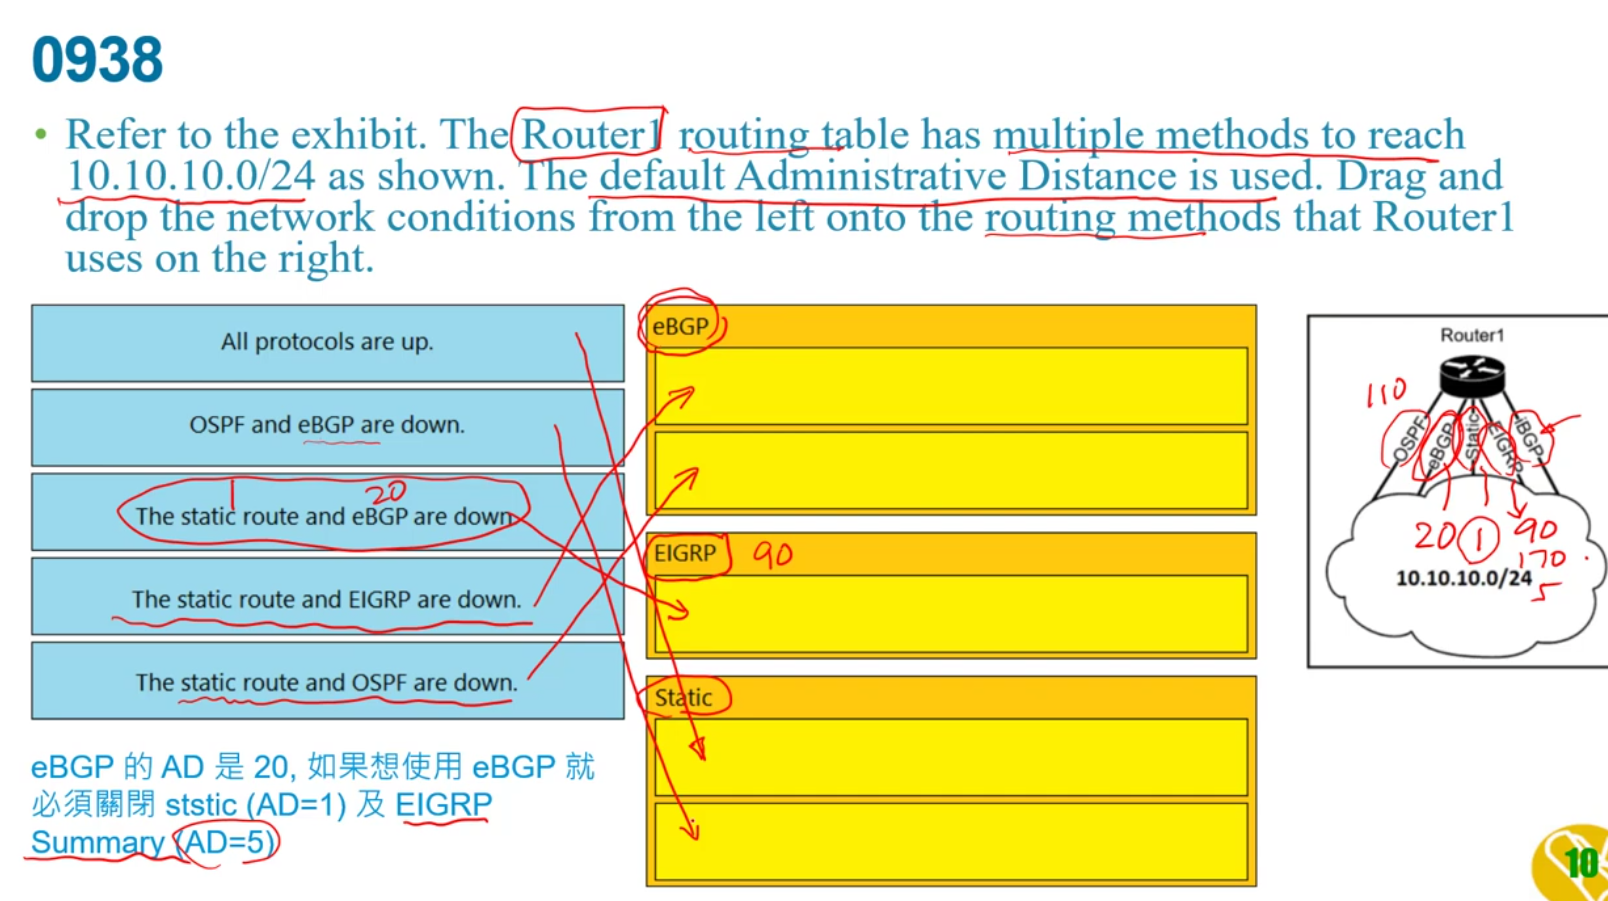 0938
• Refer to the exhibit. The Router1 routing table has multiple methods to reach
10.10.10.0/24 as shown. The default Administrative Distance is used. Drag and
drop the network conditions from the left onto the routing methods that Router1
uses on the right.
All protocols are up.
OSPF and eBGP are down.
1 20
The static route and eBGP are down.
The static route and EIGRP are down.
The static route and OSPF are down.
eBGP 的 AD 是 20, 如果想使用 eBGP 就
必須關閉 ststic (AD=1) 及 EIGRP
Summary (AD=5)
eBGP
EIGRP 90
Static
Router1
110
OSPF
eBGP
Static
EIGRP
iBGP
20 1 90
170
10.10.10.0/24
5
10